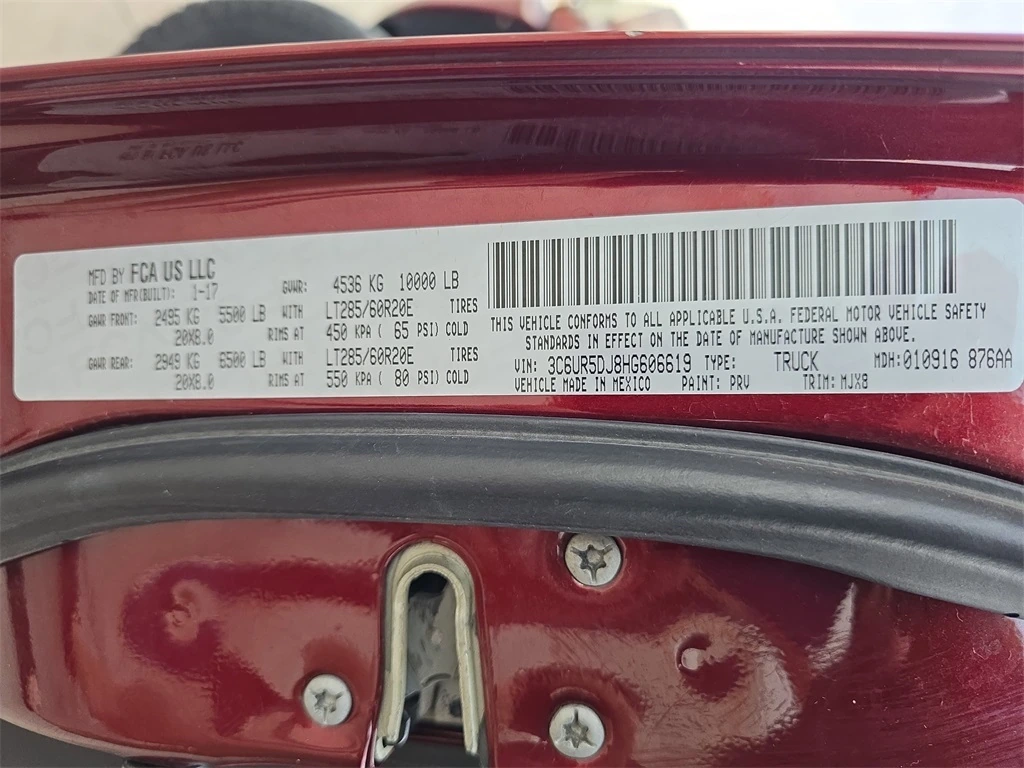 MFD BY FCA US LLC
DATE OF MFR(BUILT): 1-17
GVWR: 4536 KG 10000 LB
GAWR FRONT: 2495 KG 5500 LB WITH LT285/60R20E TIRES
20X8.0 RIMS AT 450 KPA ( 65 PSI) COLD
GAWR REAR: 2949 KG 6500 LB WITH LT285/60R20E TIRES
20X8.0 RIMS AT 550 KPA ( 80 PSI) COLD
THIS VEHICLE CONFORMS TO ALL APPLICABLE U.S.A. FEDERAL MOTOR VEHICLE SAFETY
STANDARDS IN EFFECT ON THE DATE OF MANUFACTURE SHOWN ABOVE.
VIN: 3C6UR5DJ8HG606619 TYPE: TRUCK MDH:010916 876AA
VEHICLE MADE IN MEXICO PAINT: PRV TRIM: MJX8